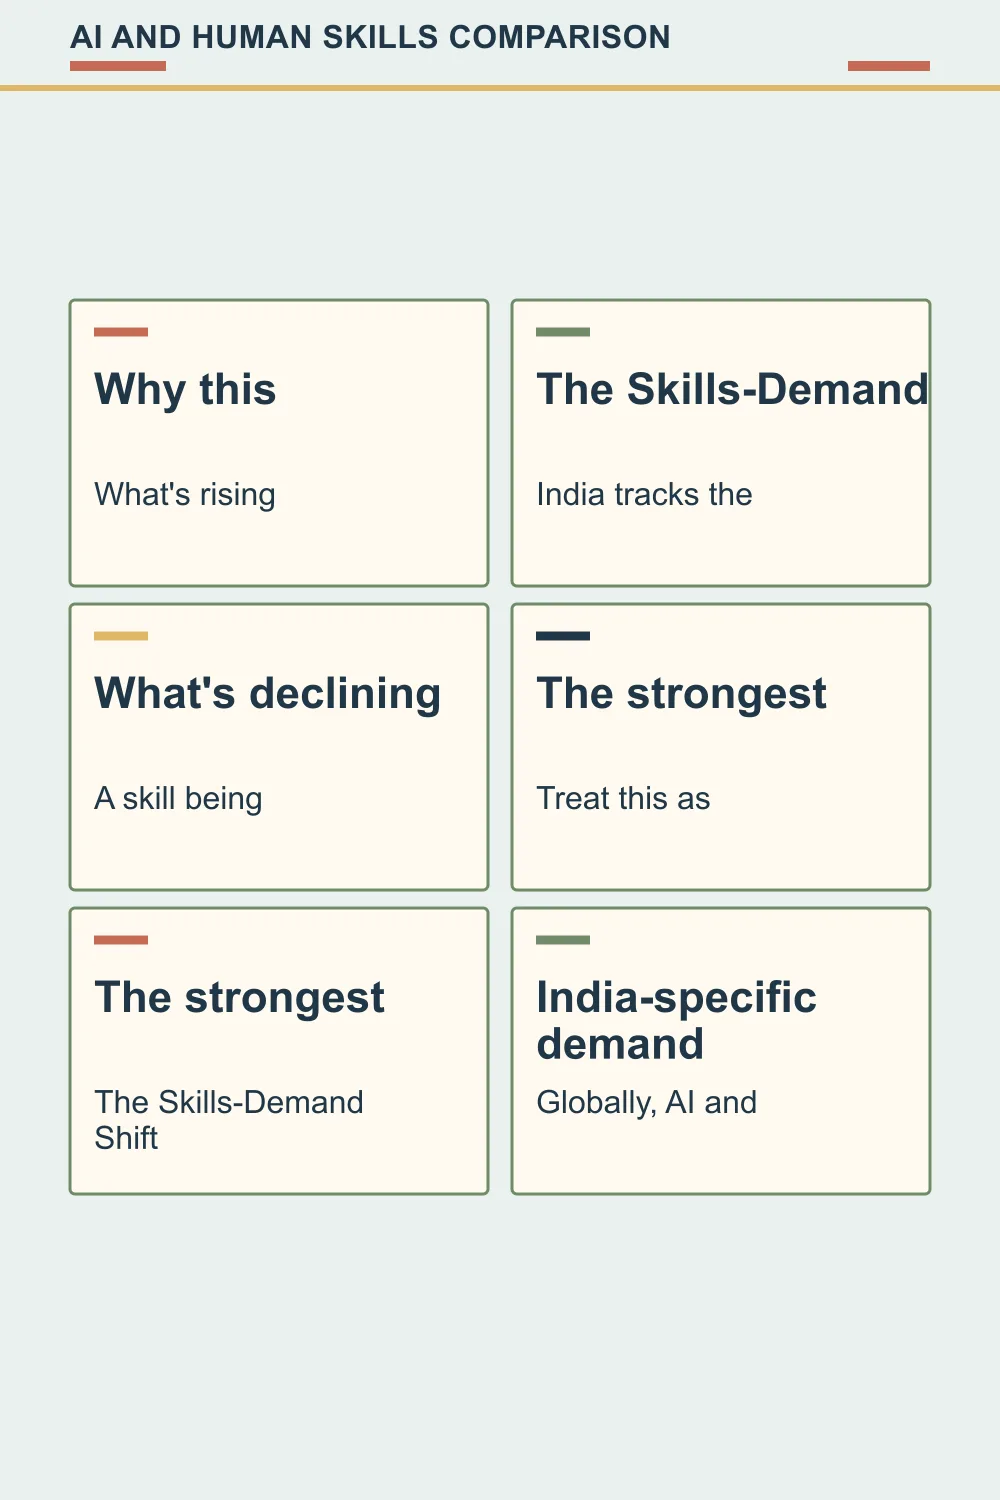 AI AND HUMAN SKILLS COMPARISON
Why this
What's rising
The Skills-Demand
India tracks the
What's declining
A skill being
The strongest
Treat this as
The strongest
The Skills-Demand
Shift
India-specific
demand
Globally, AI and